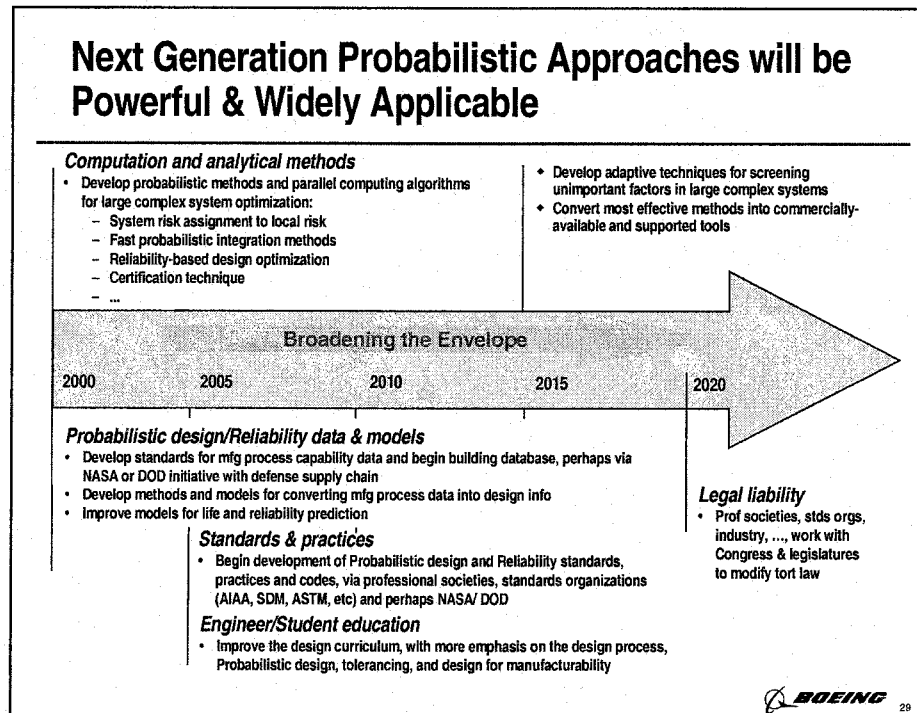 Next Generation Probabilistic Approaches will be
Powerful & Widely Applicable
Computation and analytical methods
• Develop probabilistic methods and parallel computing algorithms
for large complex system optimization:
– System risk assignment to local risk
– Fast probabilistic integration methods
– Reliability-based design optimization
– Certification technique
– ...
◆ Develop adaptive techniques for screening
unimportant factors in large complex systems
◆ Convert most effective methods into commercially-
available and supported tools
Broadening the Envelope
2000 2005 2010 2015 2020
Probabilistic design/Reliability data & models
• Develop standards for mfg process capability data and begin building database, perhaps via
NASA or DOD initiative with defense supply chain
• Develop methods and models for converting mfg process data into design info
• Improve models for life and reliability prediction
Standards & practices
• Begin development of Probabilistic design and Reliability standards,
practices and codes, via professional societies, standards organizations
(AIAA, SDM, ASTM, etc) and perhaps NASA/ DOD
Engineer/Student education
• Improve the design curriculum, with more emphasis on the design process,
Probabilistic design, tolerancing, and design for manufacturability
Legal liability
• Prof societies, stds orgs,
industry, ..., work with
Congress & legislatures
to modify tort law
BOEING
29